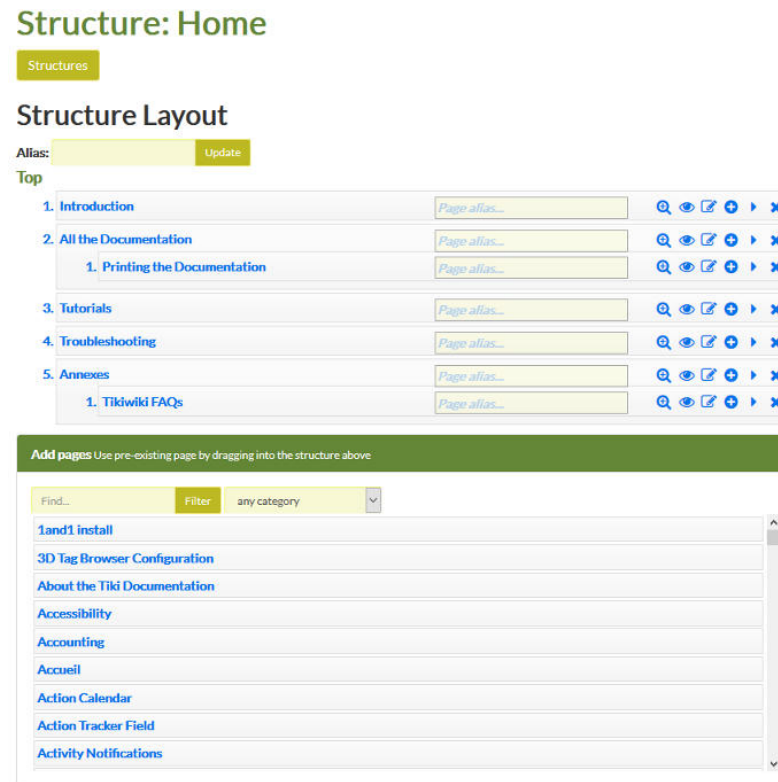 Structure: Home
Structures
Structure Layout
Alias: Update
Top
1. Introduction Page alias...
2. All the Documentation Page alias...
1. Printing the Documentation Page alias...
3. Tutorials Page alias...
4. Troubleshooting Page alias...
5. Annexes Page alias...
1. Tikiwiki FAQs Page alias...
Add pages Use pre-existing page by dragging into the structure above
Find... Filter any category
1and1 install
3D Tag Browser Configuration
About the Tiki Documentation
Accessibility
Accounting
Accueil
Action Calendar
Action Tracker Field
Activity Notifications